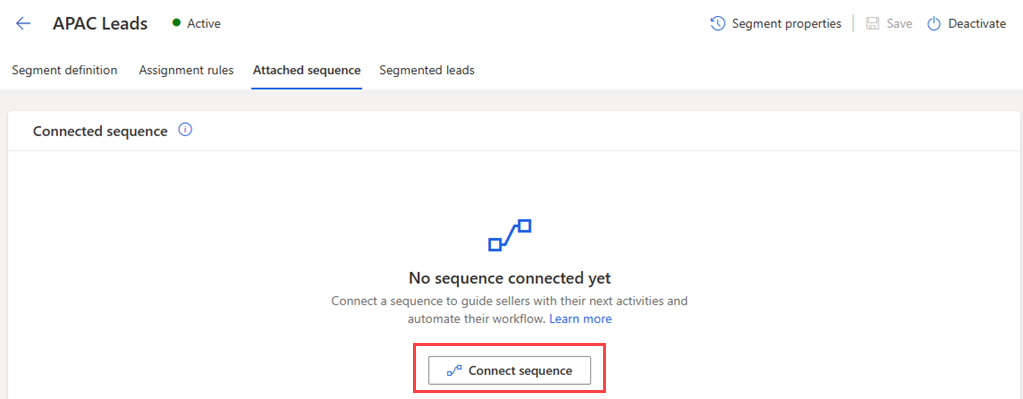 APAC Leads
Active
Segment properties
Save
Deactivate
Segment definition
Assignment rules
Attached sequence
Segmented leads
Connected sequence
No sequence connected yet
Connect a sequence to guide sellers with their next activities and
automate their workflow. Learn more
Connect sequence